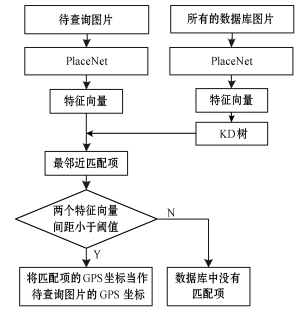 待查询图片
所有的数据库图片
PlaceNet
PlaceNet
特征向量
特征向量
KD树
最邻近匹配项
两个特征向量
间距小于阈值
N
Y
将匹配项的GPS坐标当作
待查询图片的GPS 坐标
数据库中没有
匹配项